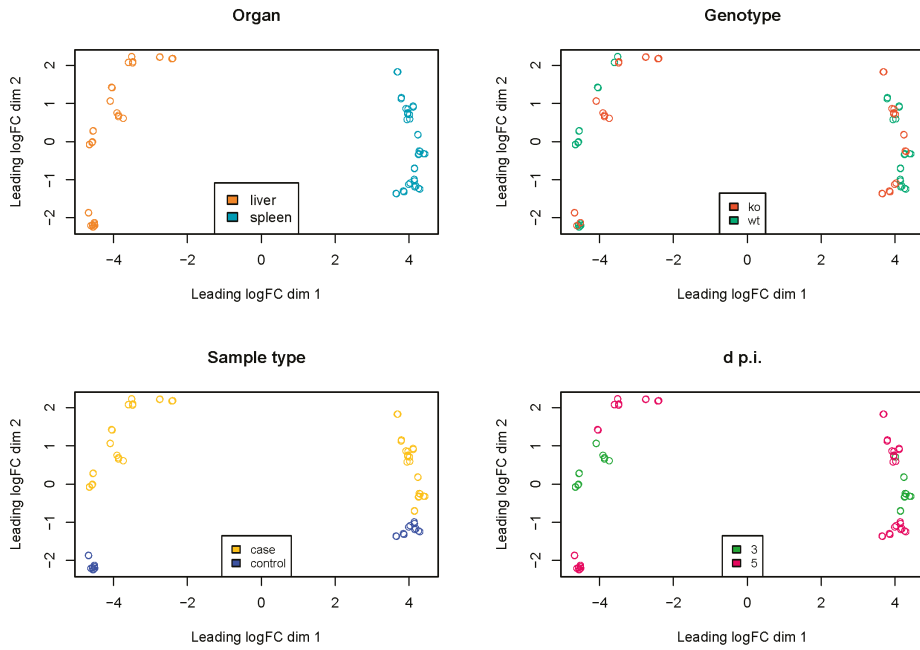 Organ
Leading logFC dim 2
2
1
0
−1
−2
liver
spleen
−4
−2
0
2
4
Leading logFC dim 1
Genotype
Leading logFC dim 2
2
1
0
−1
−2
ko
wt
−4
−2
0
2
4
Leading logFC dim 1
Sample type
Leading logFC dim 2
2
1
0
−1
−2
case
control
−4
−2
0
2
4
Leading logFC dim 1
d p.i.
Leading logFC dim 2
2
1
0
−1
−2
3
5
−4
−2
0
2
4
Leading logFC dim 1